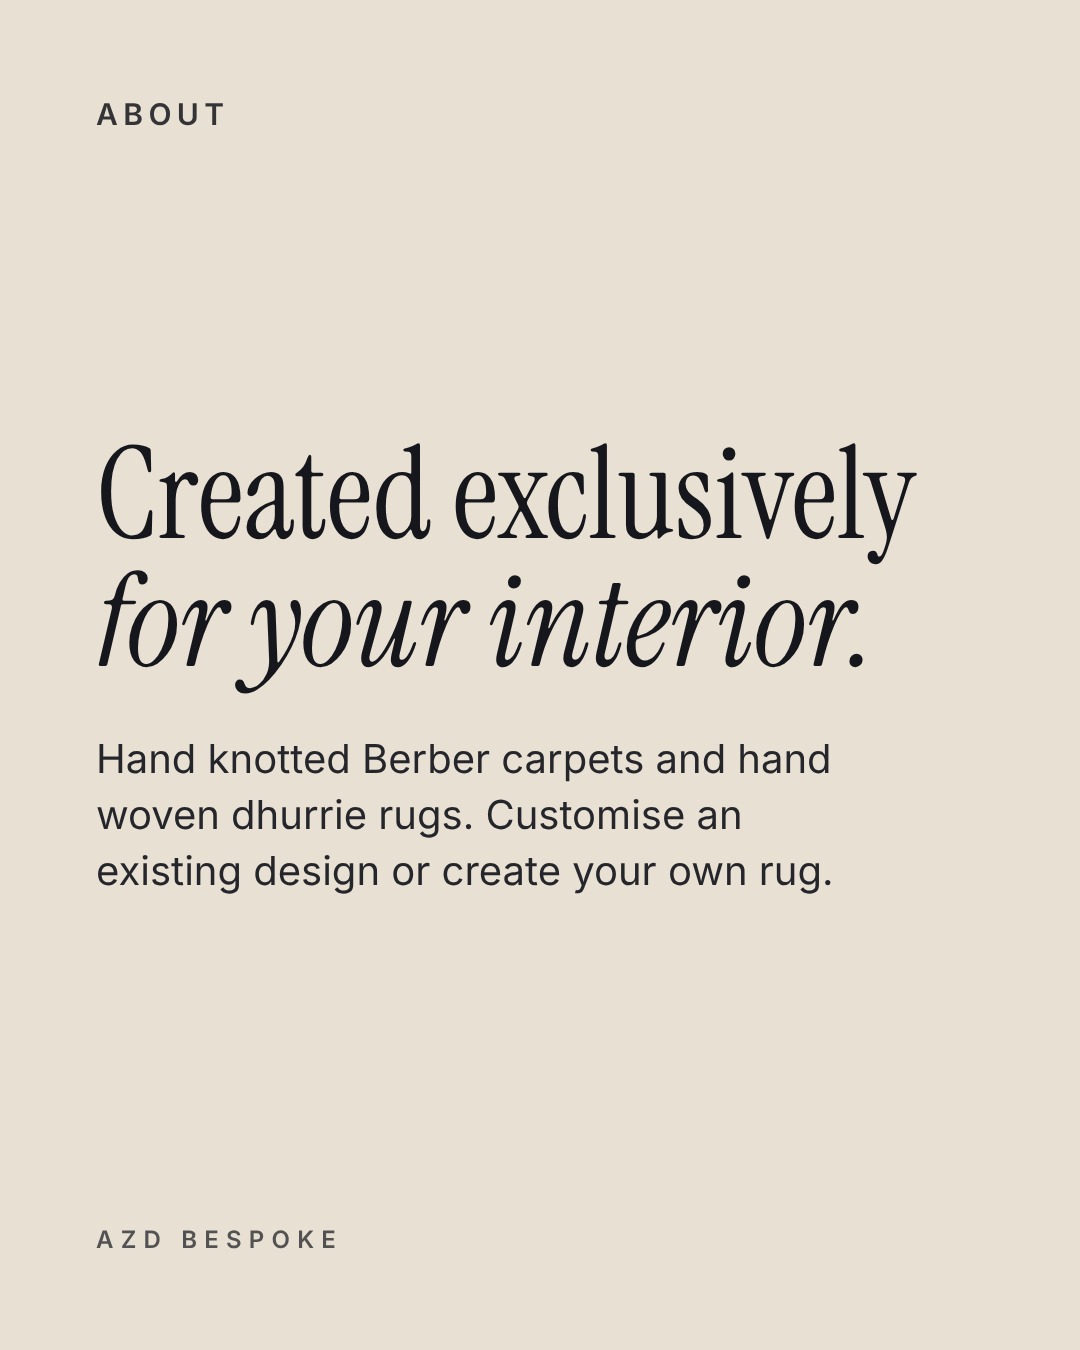 ABOUT
Created exclusively
for your interior.
Hand knotted Berber carpets and hand
woven dhurrie rugs. Customise an
existing design or create your own rug.
AZD BESPOKE